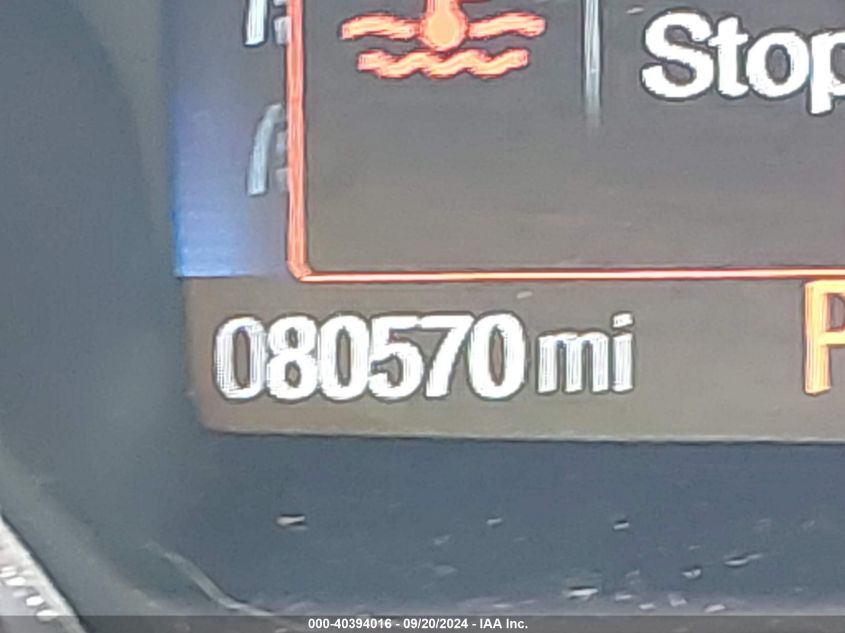 Stop
080570 mi
P
000-40394016 - 09/20/2024 - IAA Inc.